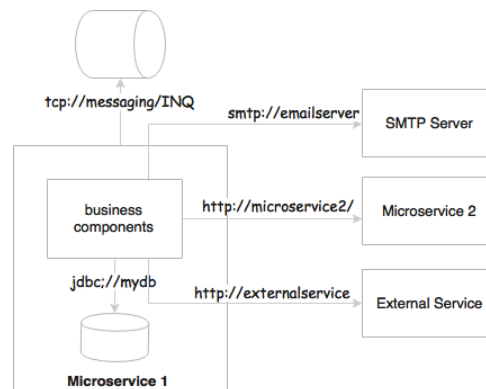 tcp://messaging/INQ
smtp://emailserver
SMTP Server
business
components
http://microservice2/
Microservice 2
jdbc;//mydb
http://externalservice
External Service
Microservice 1